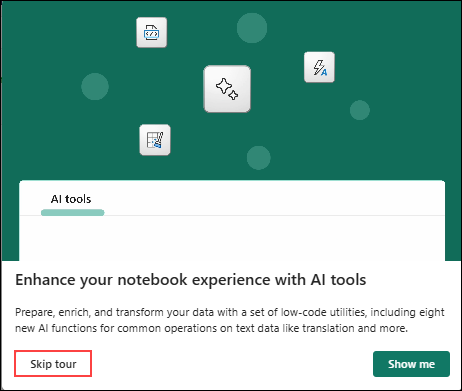 AI tools
Enhance your notebook experience with AI tools
Prepare, enrich, and transform your data with a set of low-code utilities, including eight
new AI functions for common operations on text data like translation and more.
Skip tour
Show me